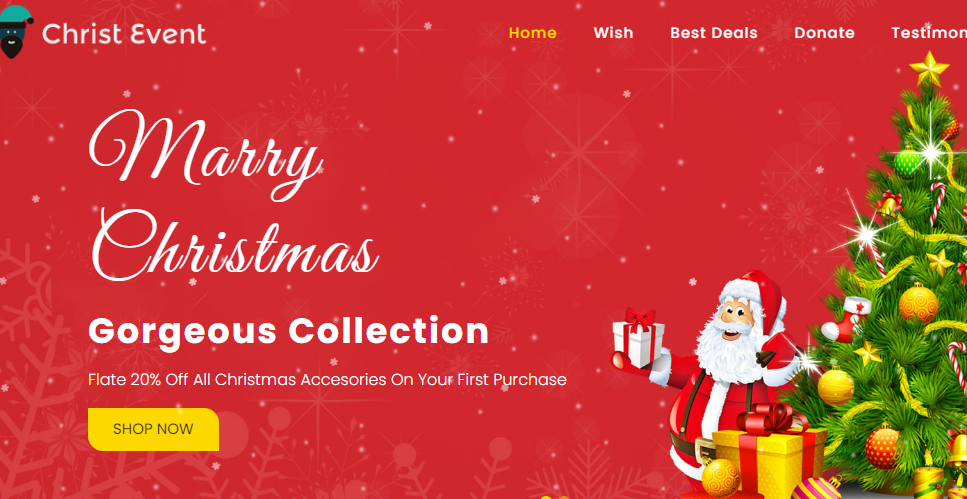 Christ Event
Home Wish Best Deals Donate Testimon
Marry
Christmas
Gorgeous Collection
Flate 20% Off All Christmas Accesories On Your First Purchase
SHOP NOW